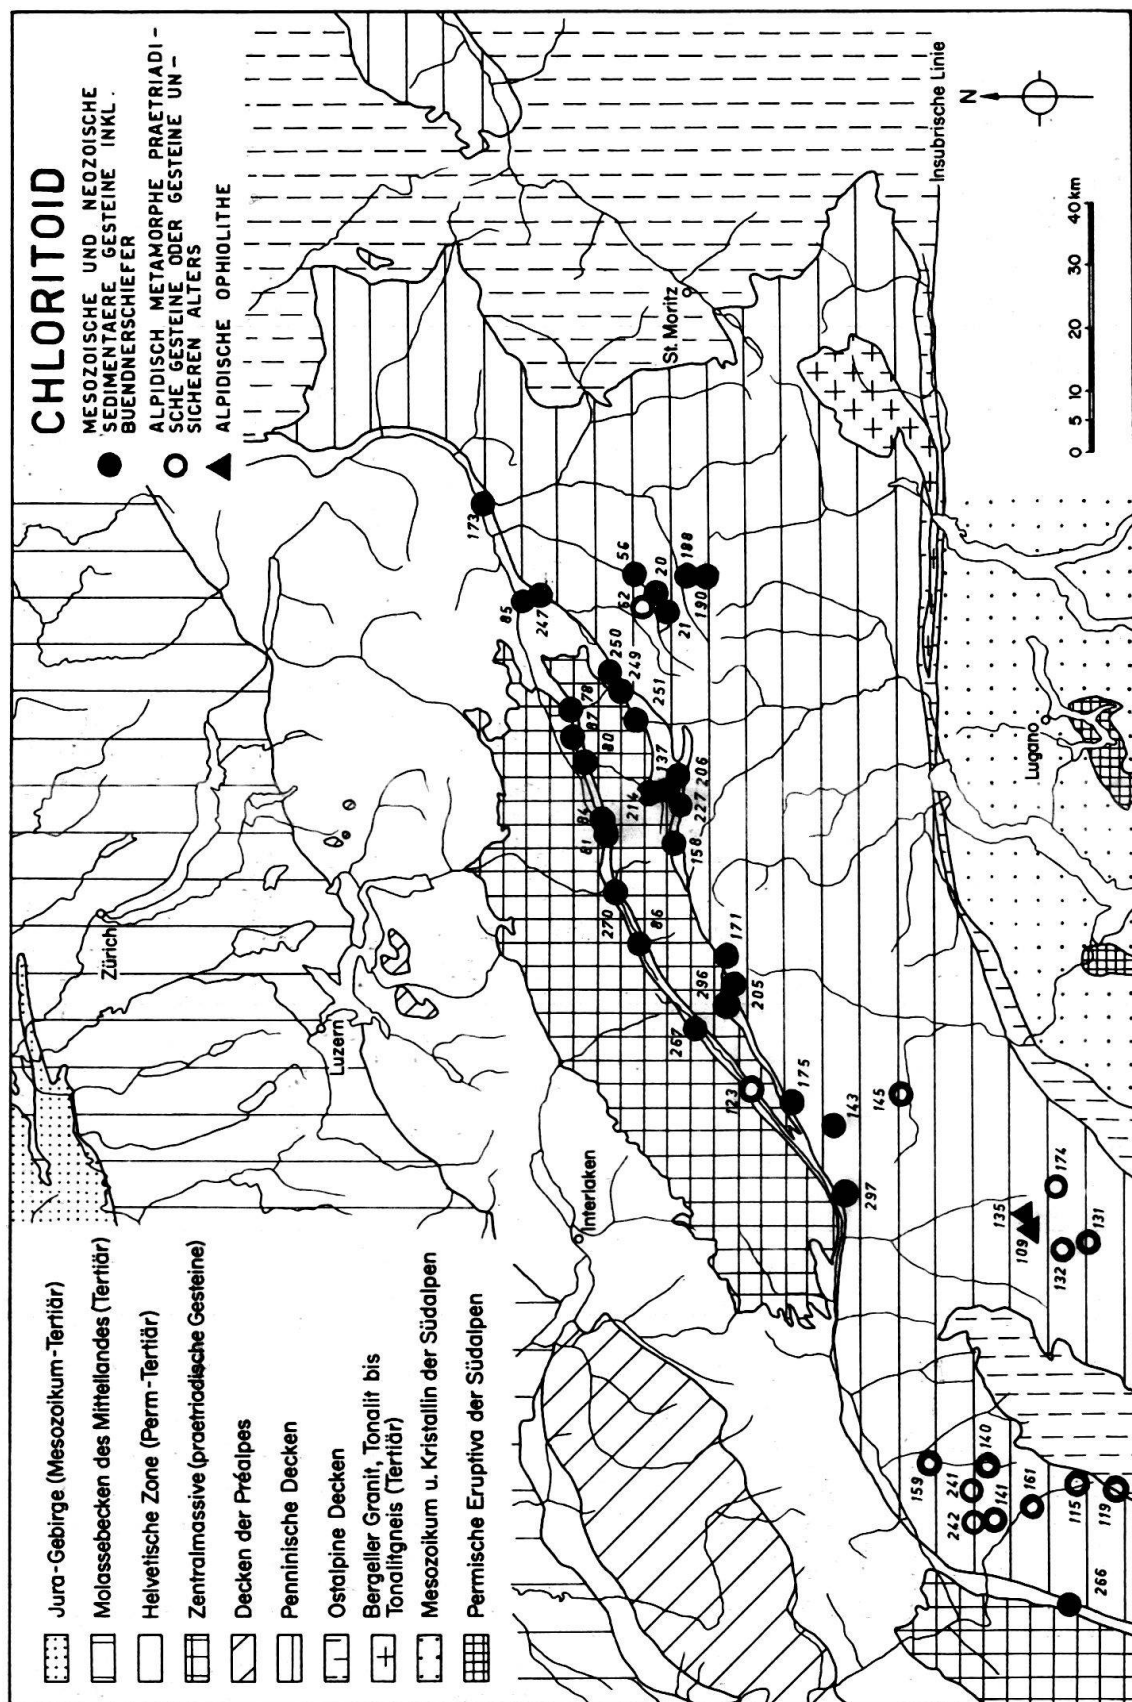 CHLORITOID
MESOZOISCHE UND NEOZOISCHE
SEDIMENTAERE GESTEINE INKL.
BUENDNERSCHIEFER
ALPIDISCH METAMORPHE PRAETRIADI-
SCHE GESTEINE ODER GESTEINE UN-
SICHEREN ALTERS
ALPIDISCHE OPHIOLITHE
Jura-Gebirge (Mesozoikum-Tertiär)
Molassebecken des Mittellandes (Tertiär)
Helvetische Zone (Perm-Tertiär)
Zentralmassive (praetriadische Gesteine)
Decken der Préalpes
Penninische Decken
Ostalpine Decken
Bergeller Granit, Tonalit bis
Tonalitgneis (Tertiär)
Mesozoikum u. Kristallin der Südalpen
Permische Eruptiva der Südalpen
Zürich
Luzern
Interlaken
St. Moritz
Lugano
Insubrische Linie
N
0 5 10 20 30 40km
173
85
247
56
62
20
21
188
190
250
249
251
78
87
80
137
214
206
227
158
84
81
270
86
171
296
205
267
123
175
143
145
297
135
109
174
132
131
159
241
140
242
141
161
115
119
266